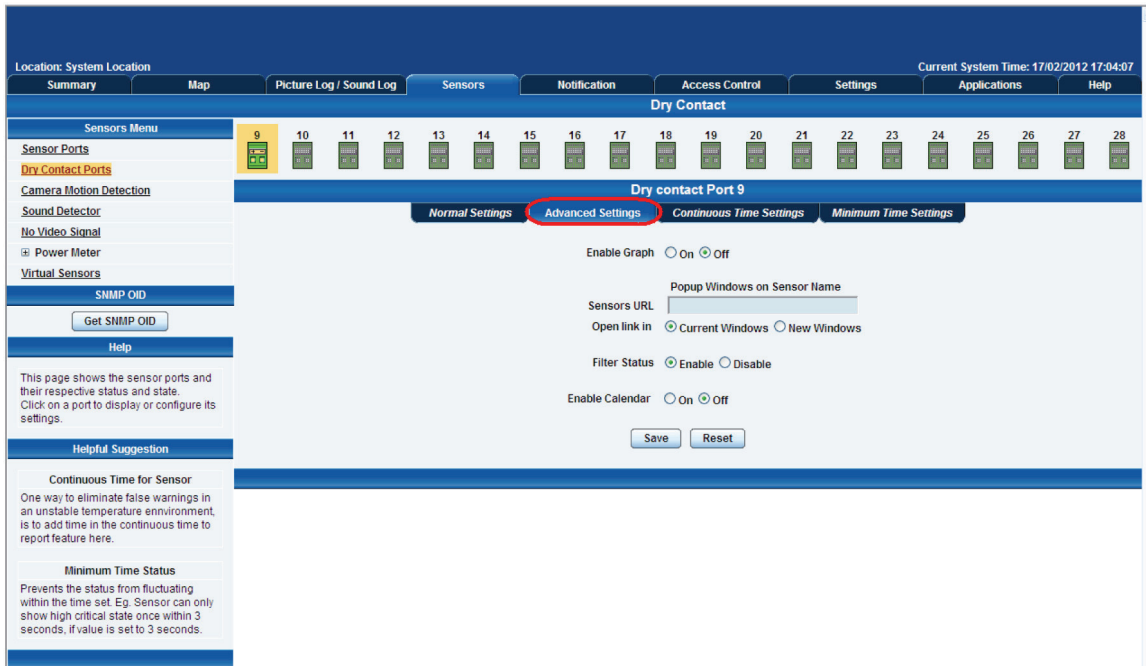 Location: System Location
Current System Time: 17/02/2012 17:04:07
Summary Map Picture Log / Sound Log Sensors Notification Access Control Settings Applications Help
Dry Contact
Sensors Menu
Sensor Ports
Dry Contact Ports
Camera Motion Detection
Sound Detector
No Video Signal
Power Meter
Virtual Sensors
SNMP OID
Get SNMP OID
Help
This page shows the sensor ports and
their respective status and state.
Click on a port to display or configure its
settings.
Helpful Suggestion
Continuous Time for Sensor
One way to eliminate false warnings in
an unstable temperature ennvironment,
is to add time in the continuous time to
report feature here.
Minimum Time Status
Prevents the status from fluctuating
within the time set. Eg. Sensor can only
show high critical state once within 3
seconds, if value is set to 3 seconds.
9 10 11 12 13 14 15 16 17 18 19 20 21 22 23 24 25 26 27 28
Dry contact Port 9
Normal Settings Advanced Settings Continuous Time Settings Minimum Time Settings
Enable Graph On Off
Popup Windows on Sensor Name
Sensors URL
Open link in Current Windows New Windows
Filter Status Enable Disable
Enable Calendar On Off
Save Reset